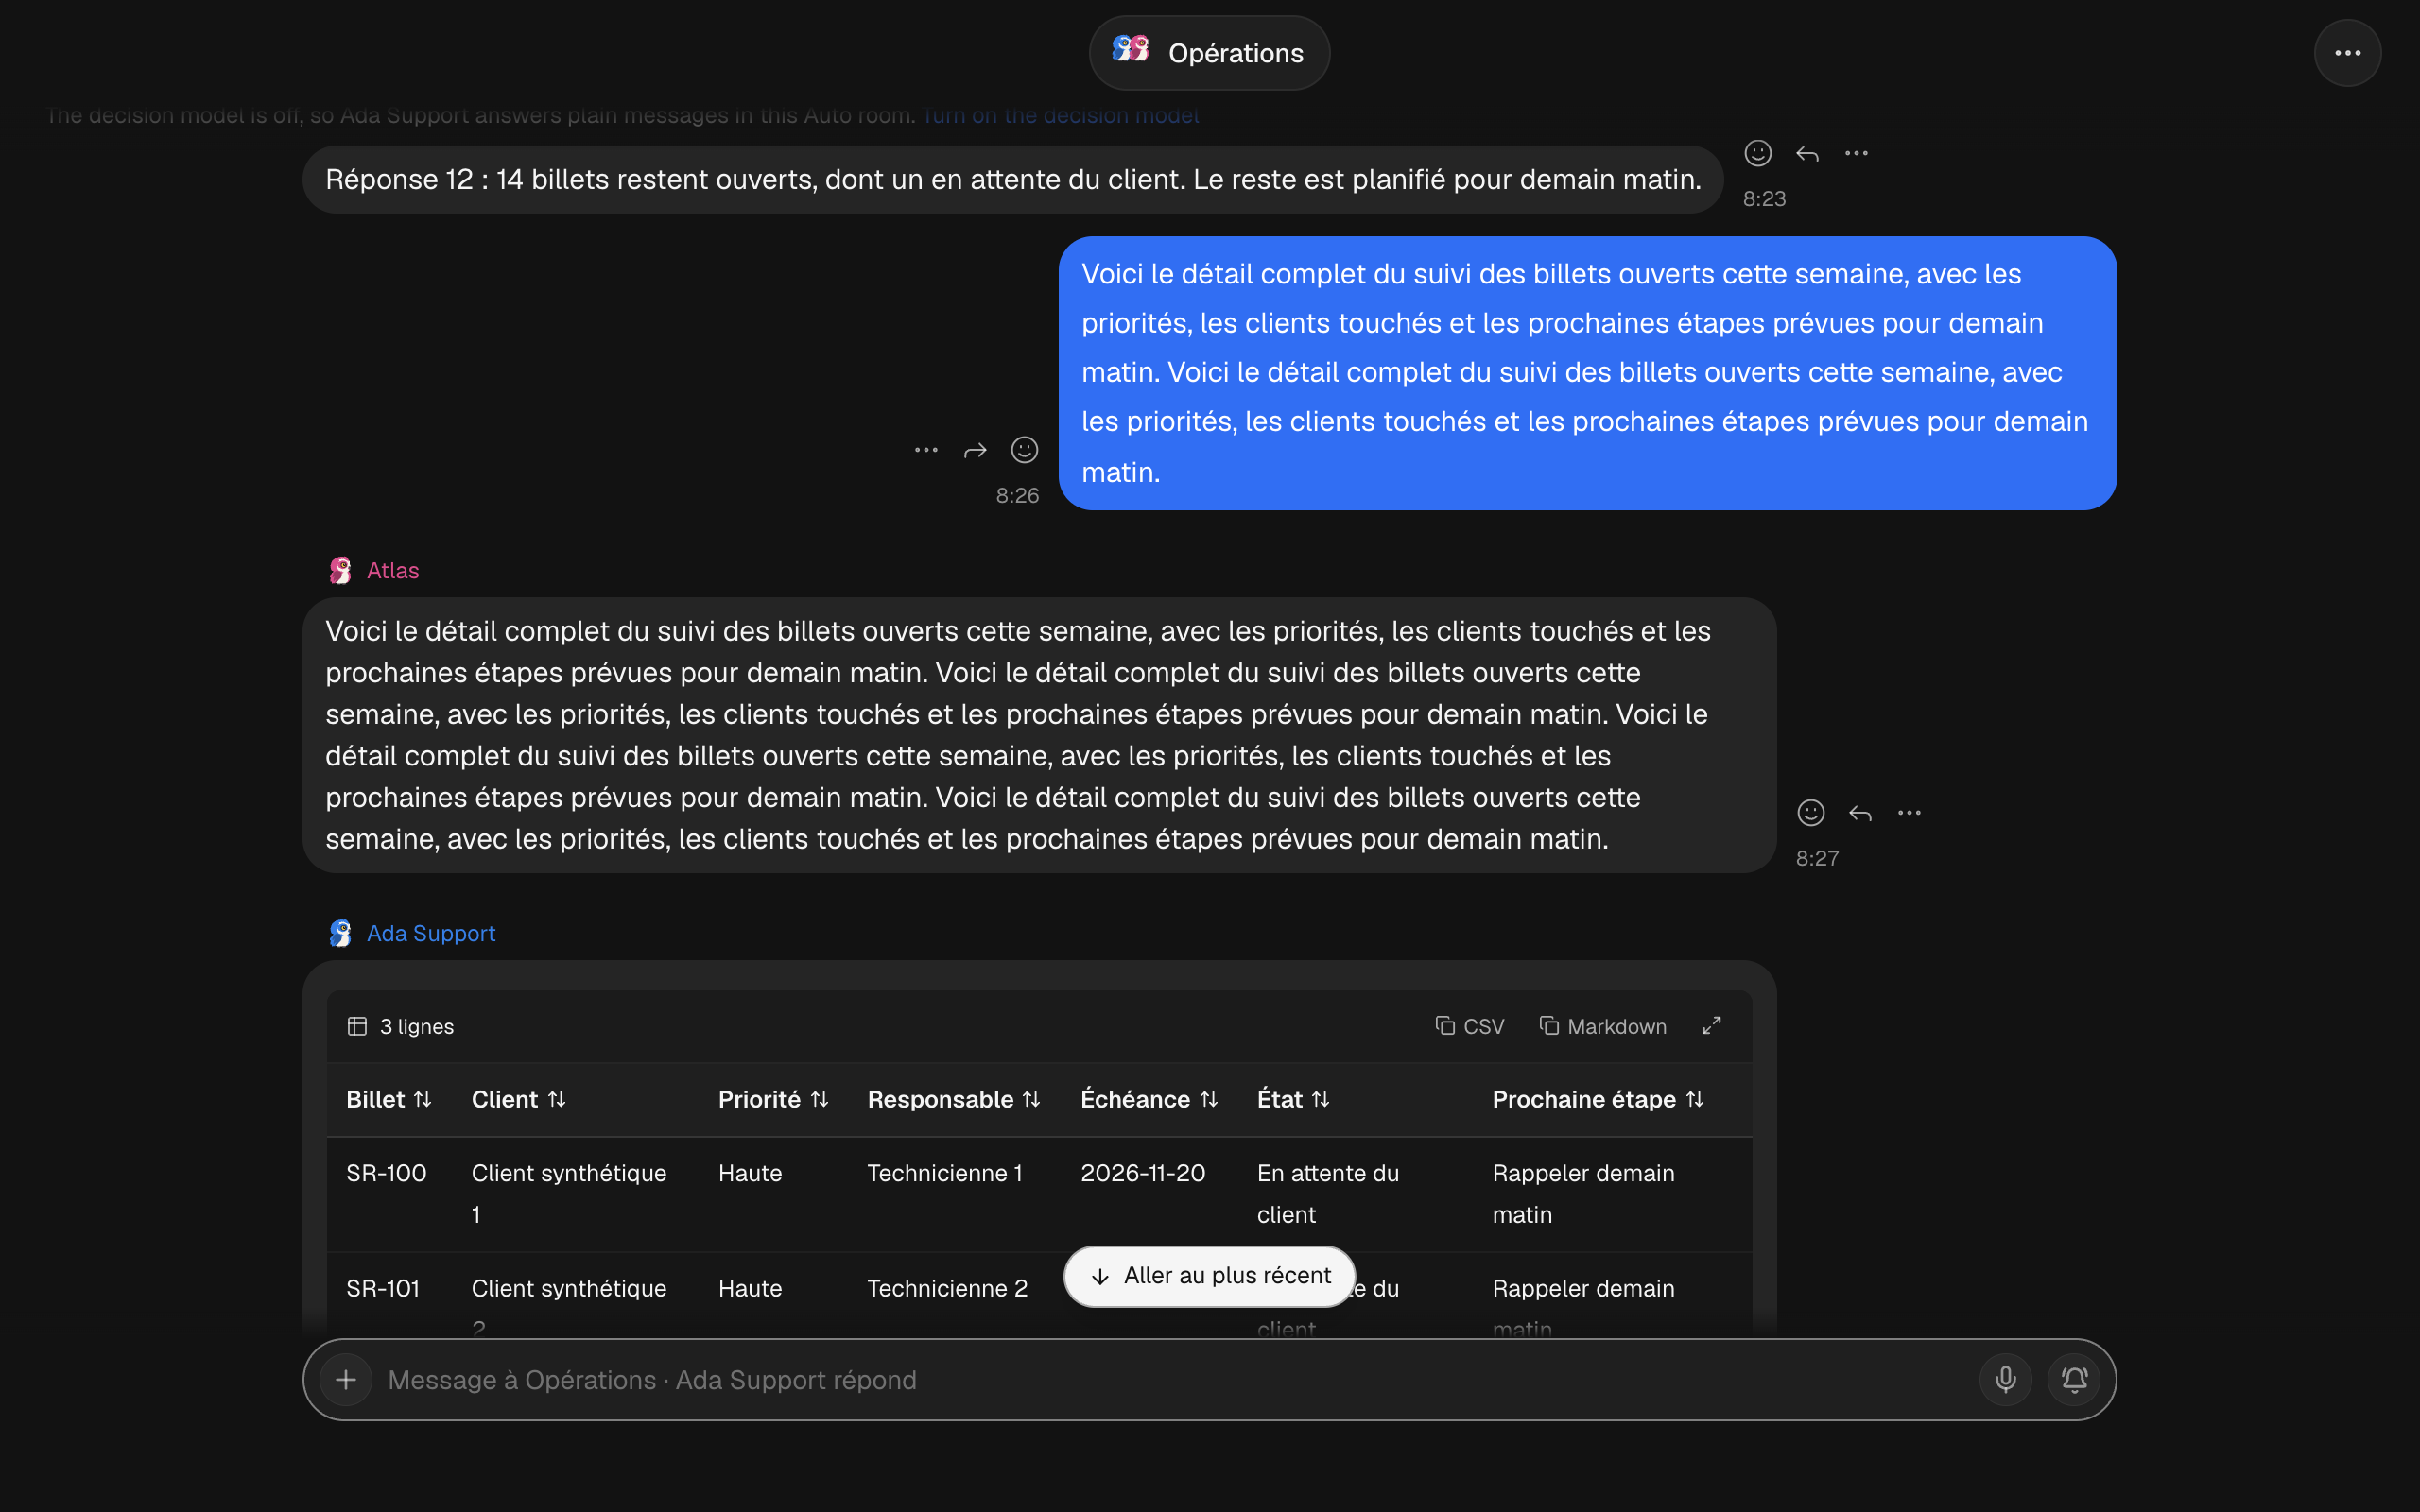 Opérations
The decision model is off, so Ada Support answers plain messages in this Auto room. Turn on the decision model
Réponse 12 : 14 billets restent ouverts, dont un en attente du client. Le reste est planifié pour demain matin.
8:23
Voici le détail complet du suivi des billets ouverts cette semaine, avec les
priorités, les clients touchés et les prochaines étapes prévues pour demain
matin. Voici le détail complet du suivi des billets ouverts cette semaine, avec
les priorités, les clients touchés et les prochaines étapes prévues pour demain
matin.
8:26
Atlas
Voici le détail complet du suivi des billets ouverts cette semaine, avec les priorités, les clients touchés et les
prochaines étapes prévues pour demain matin. Voici le détail complet du suivi des billets ouverts cette
semaine, avec les priorités, les clients touchés et les prochaines étapes prévues pour demain matin. Voici le
détail complet du suivi des billets ouverts cette semaine, avec les priorités, les clients touchés et les
prochaines étapes prévues pour demain matin. Voici le détail complet du suivi des billets ouverts cette
semaine, avec les priorités, les clients touchés et les prochaines étapes prévues pour demain matin.
8:27
Ada Support
3 lignes CSV Markdown
Billet Client Priorité Responsable Échéance État Prochaine étape
SR-100 Client synthétique Haute Technicienne 1 2026-11-20 En attente du Rappeler demain
1 client matin
SR-101 Client synthétique Haute Technicienne 2 du Rappeler demain
2 client matin
Aller au plus récent
Message à Opérations · Ada Support répond